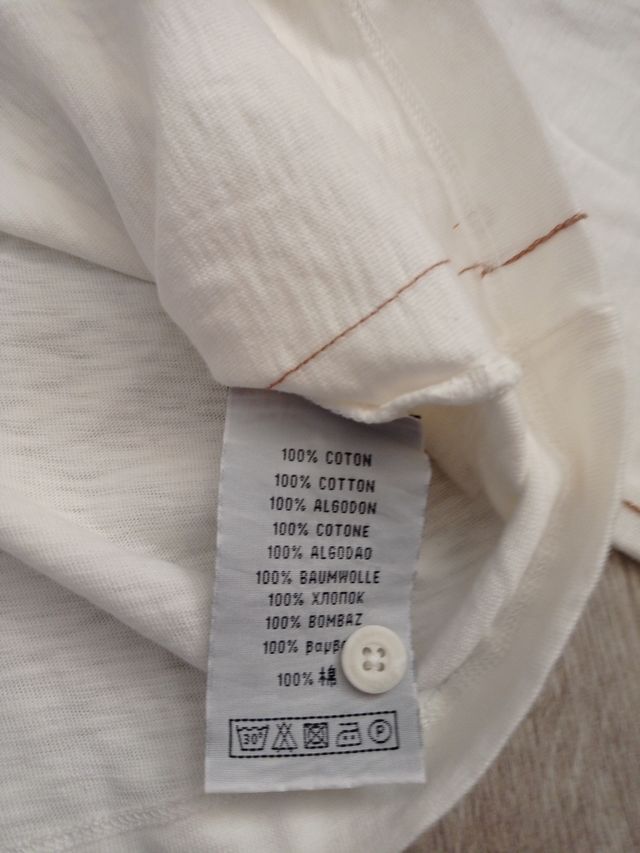 100% COTON
100% COTTON
100% ALGODON
100% COTONE
100% ALGODAO
100% BAUMWOLLE
100% ХЛОПОК
100% BOMBAZ
100%
100% 棉
30°
P